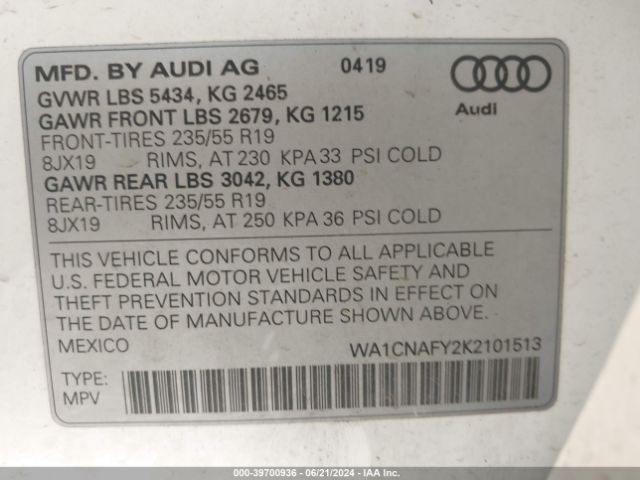 MFD. BY AUDI AG 0419
GVWR LBS 5434, KG 2465
GAWR FRONT LBS 2679, KG 1215
Audi
FRONT-TIRES 235/55 R19
8JX19 RIMS, AT 230 KPA 33 PSI COLD
GAWR REAR LBS 3042, KG 1380
REAR-TIRES 235/55 R19
8JX19 RIMS, AT 250 KPA 36 PSI COLD
THIS VEHICLE CONFORMS TO ALL APPLICABLE
U.S. FEDERAL MOTOR VEHICLE SAFETY AND
THEFT PREVENTION STANDARDS IN EFFECT ON
THE DATE OF MANUFACTURE SHOWN ABOVE.
MEXICO WA1CNAFY2K2101513
TYPE:
MPV
000-39700936 - 06/21/2024 - IAA Inc.